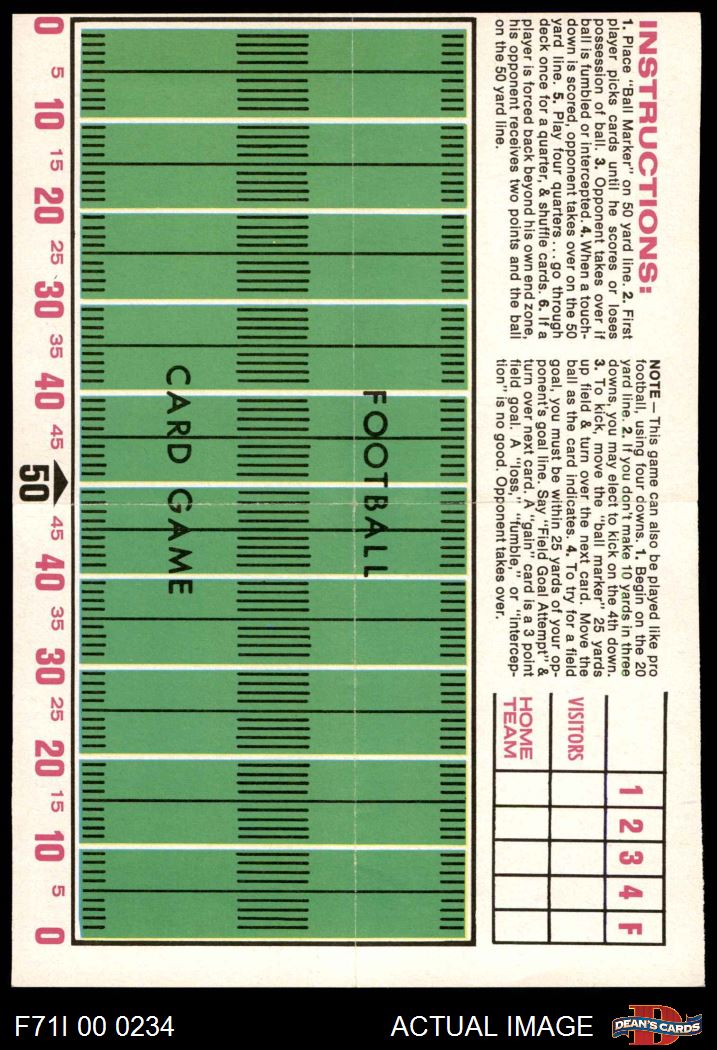 INSTRUCTIONS:
1. Place "Ball Marker" on 50 yard line. 2. First
player picks cards until he scores or loses
possession of ball. 3. Opponent takes over if
ball is fumbled or intercepted. 4. When a touch-
down is scored, opponent takes over on the 50
yard line. 5. Play four quarters...go through
deck once for a quarter, & shuffle cards. 6. If a
player is forced back beyond his own end zone,
his opponent receives two points and the ball
on the 50 yard line.
NOTE — This game can also be played like pro
football, using four downs. 1. Begin on the 20
yard line. 2. If you don't make 10 yards in three
downs, you may elect to kick on the 4th down.
3. To kick, move the "ball marker" 25 yards
up field & turn over the next card. Move the
ball as the card indicates. 4. To try for a field
goal, you must be within 25 yards of your op-
ponent's goal line. Say "Field Goal Attempt" &
turn over next card. A "gain" card is a 3 point
field goal. A "loss," "fumble," or "intercep-
tion" is no good. Opponent takes over.
1 2 3 4 F
VISITORS
HOME
TEAM
FOOTBALL
CARD GAME
0 5 10 15 20 25 30 35 40 45 50 45 40 35 30 25 20 15 10 5 0
F71I 00 0234
ACTUAL IMAGE
D
DEAN'S CARDS